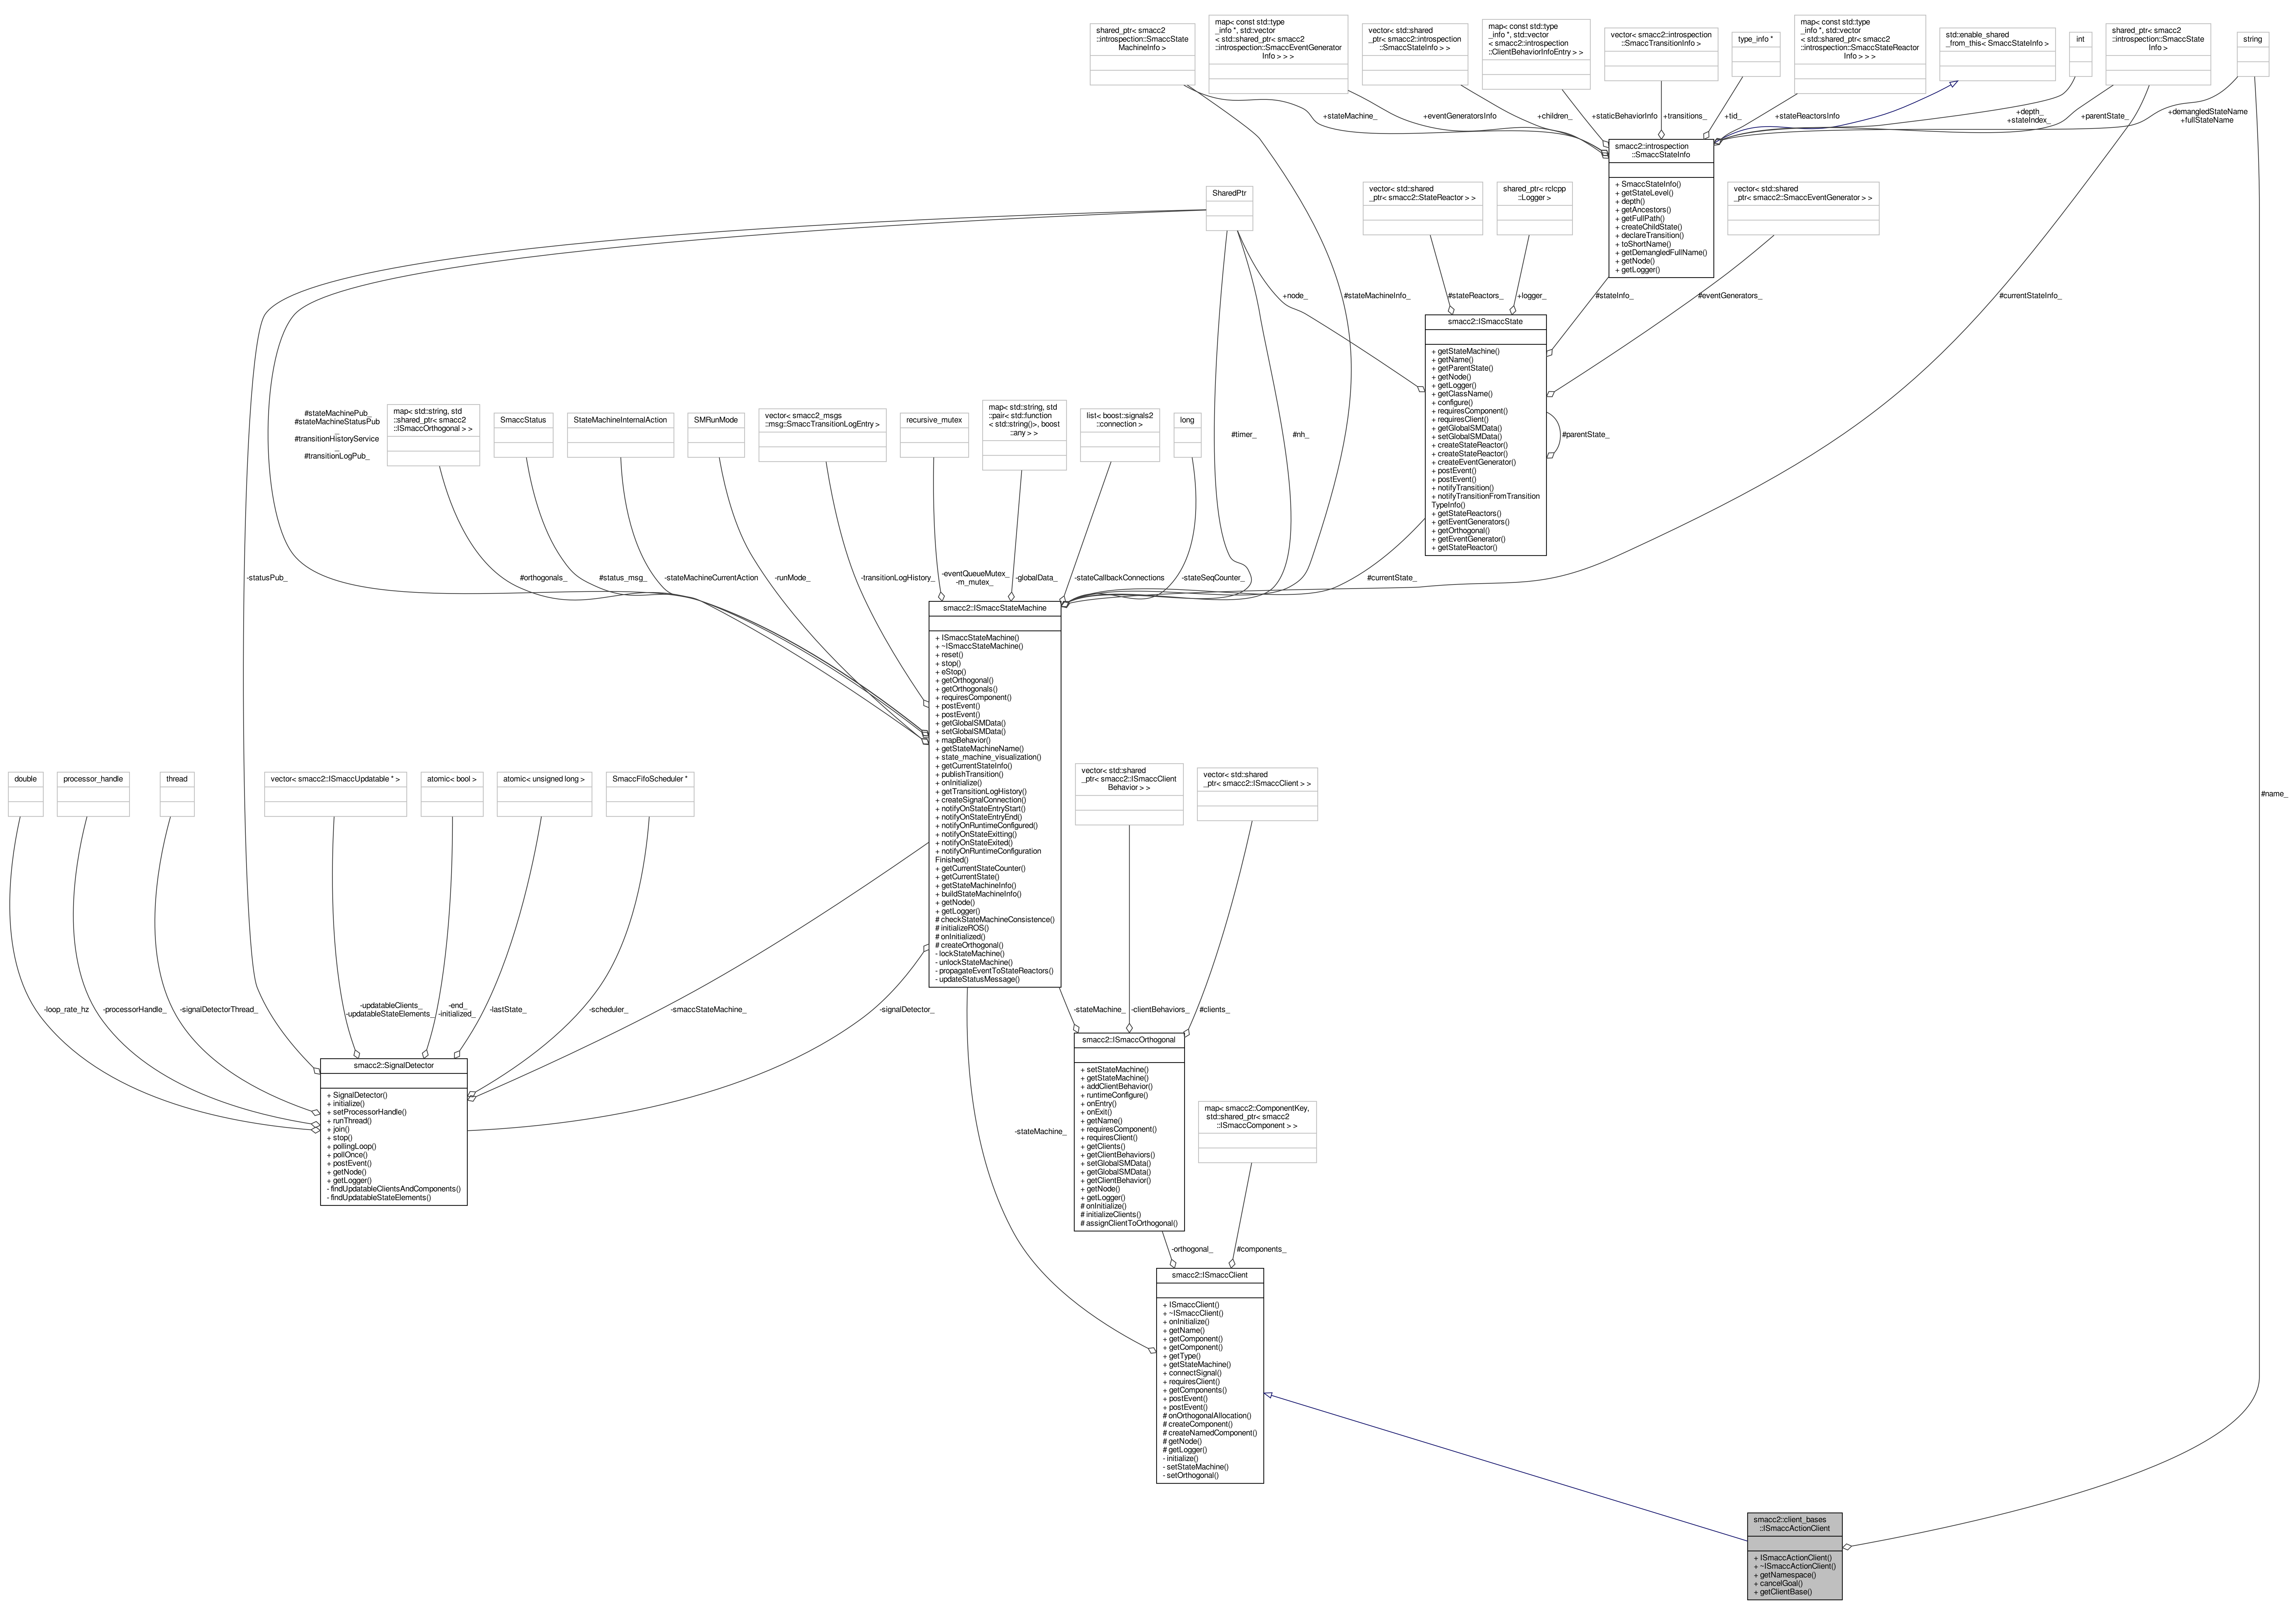 shared_ptr< smacc2
::introspection::SmaccState
MachineInfo >
map< const std::type
_info *, std::vector
< std::shared_ptr< smacc2
::introspection::SmaccEventGenerator
Info > > >
vector< std::shared
_ptr< smacc2::introspection
::SmaccStateInfo > >
map< const std::type
_info *, std::vector
< smacc2::introspection
::ClientBehaviorInfoEntry > >
vector< smacc2::introspection
::SmaccTransitionInfo >
type_info *
map< const std::type
_info *, std::vector
< std::shared_ptr< smacc2
::introspection::SmaccStateReactor
Info > > >
std::enable_shared
_from_this< SmaccStateInfo >
int
shared_ptr< smacc2
::introspection::SmaccState
Info >
string
+stateMachine_
+eventGeneratorsInfo
+children_
+staticBehaviorInfo
+transitions_
+tid_
+stateReactorsInfo
+depth_
+stateIndex_
+parentState_
+demangledStateName
+fullStateName
smacc2::introspection
::SmaccStateInfo
+ SmaccStateInfo()
+ getStateLevel()
+ depth()
+ getAncestors()
+ getFullPath()
+ createChildState()
+ declareTransition()
+ toShortName()
+ getDemangledFullName()
+ getNode()
+ getLogger()
SharedPtr
vector< std::shared
_ptr< smacc2::StateReactor > >
shared_ptr< rclcpp
::Logger >
vector< std::shared
_ptr< smacc2::SmaccEventGenerator > >
+node_
#stateMachineInfo_
#stateReactors_
+logger_
#stateInfo_
#eventGenerators_
#currentStateInfo_
smacc2::ISmaccState
+ getStateMachine()
+ getName()
+ getParentState()
+ getNode()
+ getLogger()
+ getClassName()
+ configure()
+ requiresComponent()
+ requiresClient()
+ getGlobalSMData()
+ setGlobalSMData()
+ createStateReactor()
+ createStateReactor()
+ createEventGenerator()
+ postEvent()
+ postEvent()
+ notifyTransition()
+ notifyTransitionFromTransition
TypeInfo()
+ getStateReactors()
+ getEventGenerators()
+ getOrthogonal()
+ getEventGenerator()
+ getStateReactor()
#parentState_
#stateMachinePub_
#stateMachineStatusPub
_
#transitionHistoryService
_
#transitionLogPub_
map< std::string, std
::shared_ptr< smacc2
::ISmaccOrthogonal > >
SmaccStatus
StateMachineInternalAction
SMRunMode
vector< smacc2_msgs
::msg::SmaccTransitionLogEntry >
recursive_mutex
map< std::string, std
::pair< std::function
< std::string()>, boost
::any > >
list< boost::signals2
::connection >
long
#timer_
#nh_
-statusPub_
#orthogonals_
#status_msg_
-stateMachineCurrentAction
-runMode_
-transitionLogHistory_
-eventQueueMutex_
-m_mutex_
-globalData_
-stateCallbackConnections
-stateSeqCounter_
#currentState_
smacc2::ISmaccStateMachine
+ ISmaccStateMachine()
+ ~ISmaccStateMachine()
+ reset()
+ stop()
+ eStop()
+ getOrthogonal()
+ getOrthogonals()
+ requiresComponent()
+ postEvent()
+ postEvent()
+ getGlobalSMData()
+ setGlobalSMData()
+ mapBehavior()
+ getStateMachineName()
+ state_machine_visualization()
+ getCurrentStateInfo()
+ publishTransition()
+ onInitialize()
+ getTransitionLogHistory()
+ createSignalConnection()
+ notifyOnStateEntryStart()
+ notifyOnStateEntryEnd()
+ notifyOnRuntimeConfigured()
+ notifyOnStateExitting()
+ notifyOnStateExited()
+ notifyOnRuntimeConfiguration
Finished()
+ getCurrentStateCounter()
+ getCurrentState()
+ getStateMachineInfo()
+ buildStateMachineInfo()
+ getNode()
+ getLogger()
# checkStateMachineConsistence()
# initializeROS()
# onInitialized()
# createOrthogonal()
- lockStateMachine()
- unlockStateMachine()
- propagateEventToStateReactors()
- updateStatusMessage()
double
processor_handle
thread
vector< smacc2::ISmaccUpdatable * >
atomic< bool >
atomic< unsigned long >
SmaccFifoScheduler *
vector< std::shared
_ptr< smacc2::ISmaccClient
Behavior > >
vector< std::shared
_ptr< smacc2::ISmaccClient > >
#name_
-loop_rate_hz
-processorHandle_
-signalDetectorThread_
-updatableClients_
-updatableStateElements_
-end_
-initialized_
-lastState_
-scheduler_
-smaccStateMachine_
-signalDetector_
-stateMachine_
-clientBehaviors_
#clients_
smacc2::SignalDetector
+ SignalDetector()
+ initialize()
+ setProcessorHandle()
+ runThread()
+ join()
+ stop()
+ pollingLoop()
+ pollOnce()
+ postEvent()
+ getNode()
+ getLogger()
- findUpdatableClientsAndComponents()
- findUpdatableStateElements()
smacc2::ISmaccOrthogonal
+ setStateMachine()
+ getStateMachine()
+ addClientBehavior()
+ runtimeConfigure()
+ onEntry()
+ onExit()
+ getName()
+ requiresComponent()
+ requiresClient()
+ getClients()
+ getClientBehaviors()
+ setGlobalSMData()
+ getGlobalSMData()
+ getClientBehavior()
+ getNode()
+ getLogger()
# onInitialize()
# initializeClients()
# assignClientToOrthogonal()
-stateMachine_
map< smacc2::ComponentKey,
std::shared_ptr< smacc2
::ISmaccComponent > >
-orthogonal_
#components_
smacc2::ISmaccClient
+ ISmaccClient()
+ ~ISmaccClient()
+ onInitialize()
+ getName()
+ getComponent()
+ getComponent()
+ getType()
+ getStateMachine()
+ connectSignal()
+ requiresClient()
+ getComponents()
+ postEvent()
+ postEvent()
# onOrthogonalAllocation()
# createComponent()
# createNamedComponent()
# getNode()
# getLogger()
- initialize()
- setStateMachine()
- setOrthogonal()
smacc2::client_bases
::ISmaccActionClient
+ ISmaccActionClient()
+ ~ISmaccActionClient()
+ getNamespace()
+ cancelGoal()
+ getClientBase()